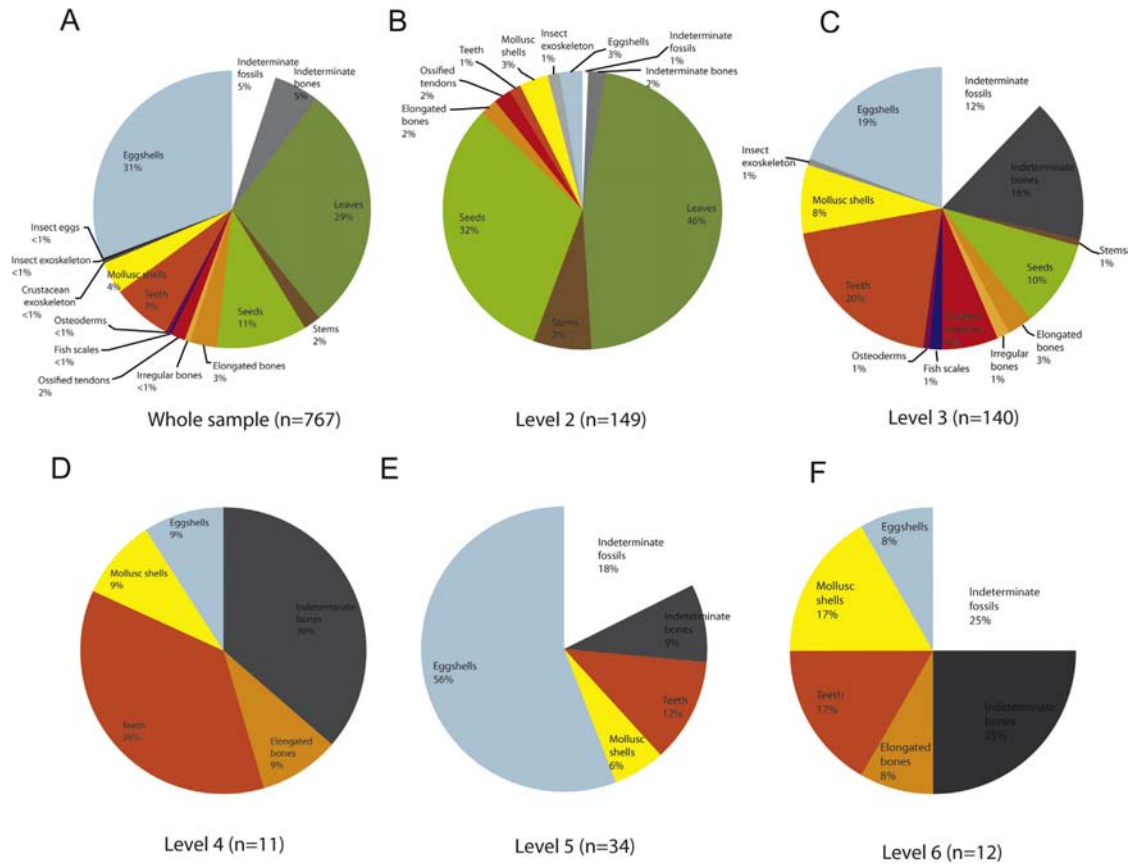 A
Indeterminate
fossils
5%
Indeterminate
bones
5%
Leaves
29%
Stems
2%
Seeds
11%
Elongated bones
3%
Irregular bones
<1%
Ossified tendons
2%
Fish scales
<1%
Osteoderms
<1%
Teeth
7%
Mollusc shells
4%
Crustacean
exoskeleton
<1%
Insect exoskeleton
<1%
Insect eggs
<1%
Eggshells
31%
Whole sample (n=767)
B
Indeterminate
fossils
1%
Indeterminate bones
2%
Leaves
46%
Stems
7%
Seeds
32%
Elongated
bones
2%
Ossified
tendons
2%
Teeth
1%
Mollusc
shells
3%
Insect
exoskeleton
1%
Eggshells
3%
Level 2 (n=149)
C
Indeterminate
fossils
12%
Indeterminate
bones
16%
Stems
1%
Seeds
10%
Elongated
bones
3%
Irregular
bones
1%
Fish scales
1%
Osteoderms
1%
Teeth
20%
Mollusc shells
8%
Insect
exoskeleton
1%
Eggshells
19%
Level 3 (n=140)
D
Eggshells
9%
Mollusc shells
9%
Indeterminate
bones
36%
Teeth
36%
Elongated
bones
9%
Level 4 (n=11)
E
Indeterminate
fossils
18%
Indeterminate
bones
9%
Teeth
12%
Mollusc
shells
6%
Eggshells
56%
Level 5 (n=34)
F
Eggshells
8%
Mollusc
shells
17%
Indeterminate
fossils
25%
Teeth
17%
Indeterminate
bones
25%
Elongated
bones
8%
Level 6 (n=12)